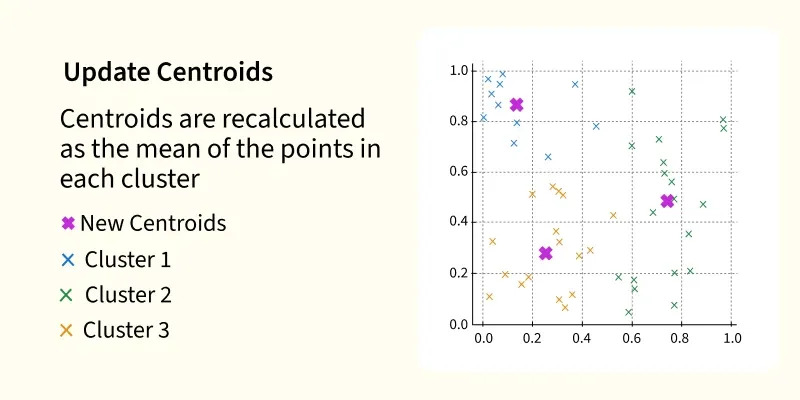 Update Centroids
Centroids are recalculated
as the mean of the points in
each cluster
New Centroids
Cluster 1
Cluster 2
Cluster 3
1.0
0.8
0.6
0.4
0.2
0.0
0.0 0.2 0.4 0.6 0.8 1.0